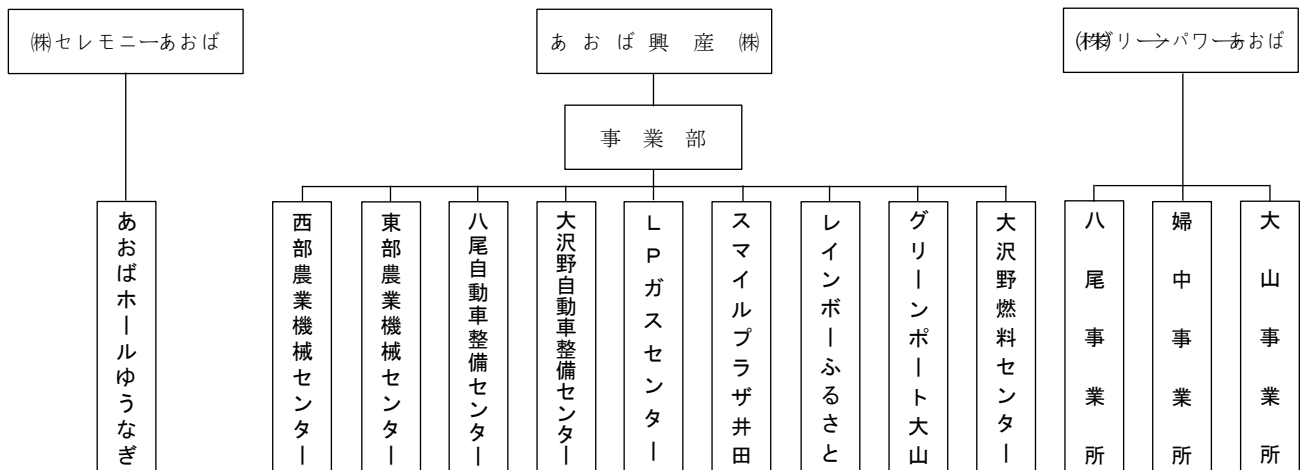 ㈱セレモニーあおば
あおば興産㈱
㈱グリーンパワーあおば
事業部
あおばホールゆうなぎ
西部農業機械センター
東部農業機械センター
八尾自動車整備センター
大沢野自動車整備センター
LPガスセンター
スマイルプラザ井田
レインボーふるさと
グリーンポート大山
大沢野燃料センター
八尾事業所
婦中事業所
大山事業所